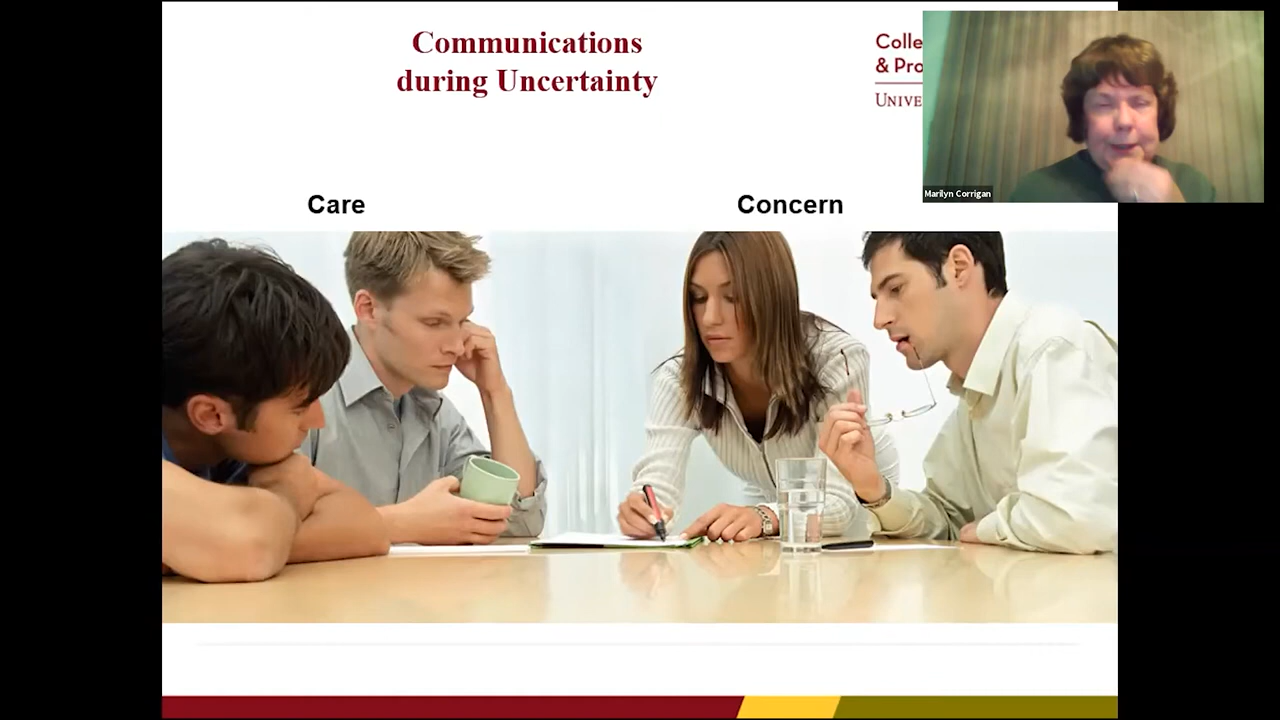 Communications
during Uncertainty
Colle
& Pro
UNIVE
Marilyn Corrigan
Care
Concern